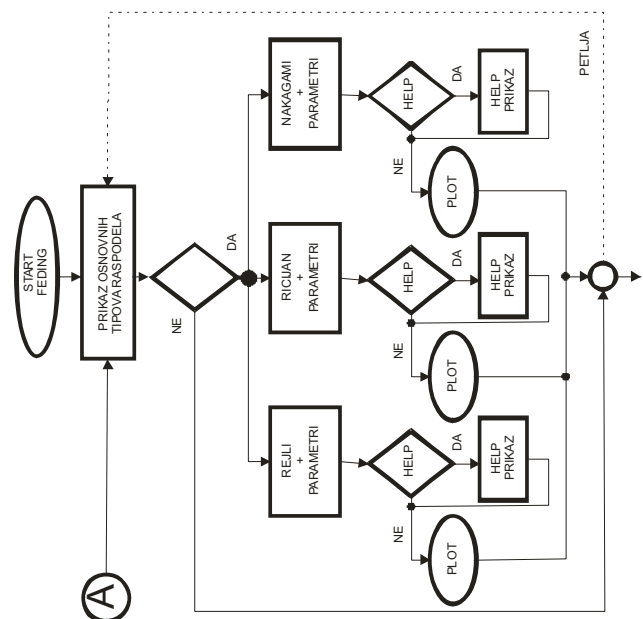 START
FEDING
A
PRIKAZ OSNOVNIH
TIPOVA RASPODELA
NE
DA
REJLI
+
PARAMETRI
RICIJAN
+
PARAMETRI
NAKAGAMI
+
PARAMETRI
HELP
NE
DA
HELP
NE
DA
HELP
NE
DA
PLOT
HELP
PRIKAZ
PLOT
HELP
PRIKAZ
PLOT
HELP
PRIKAZ
PETLJA